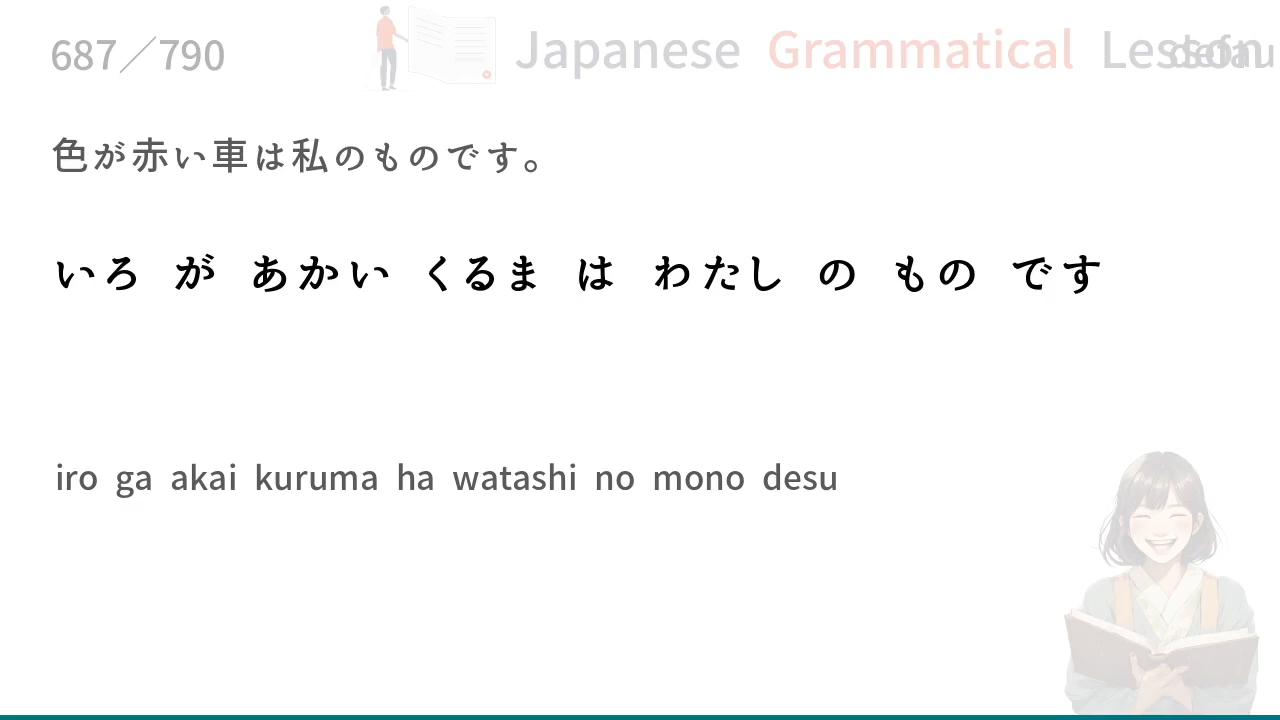 687／790
Japanese Grammatical Lesson
色が赤い車は私のものです。
いろ が あかい くるま は わたし の もの です
iro ga akai kuruma ha watashi no mono desu